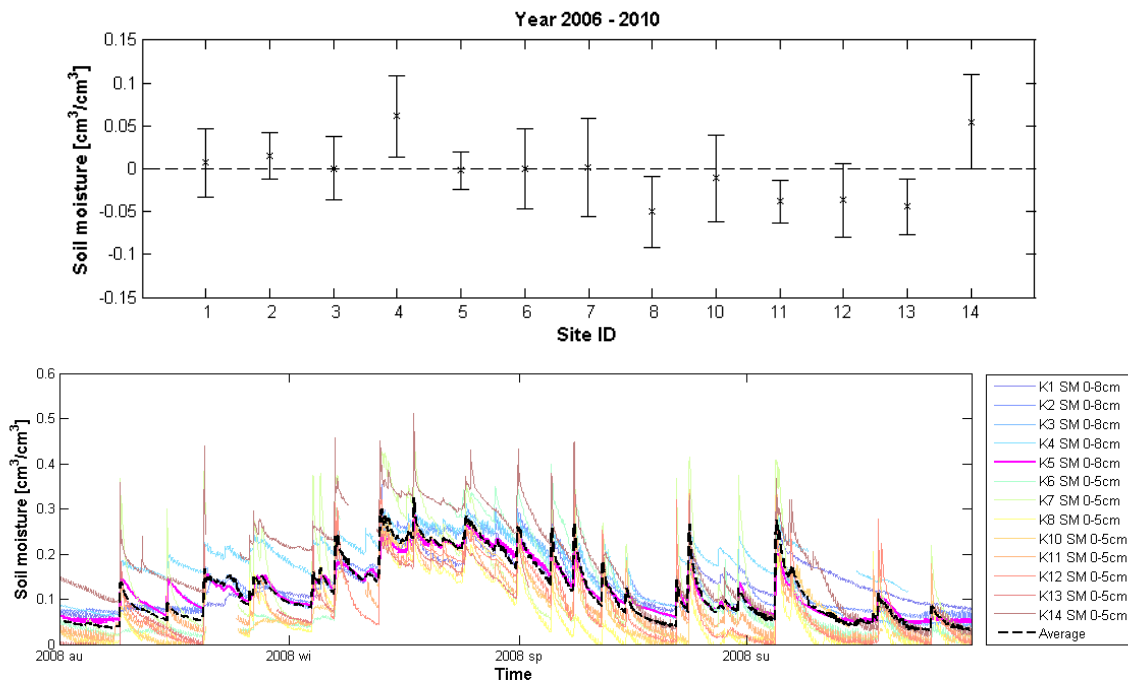 Year 2006 - 2010
Soil moisture [cm³/cm³]
0.15
0.1
0.05
0
-0.05
-0.1
-0.15
1 2 3 4 5 6 7 8 10 11 12 13 14
Site ID
Soil moisture [cm³/cm³]
0.6
0.5
0.4
0.3
0.2
0.1
0
2008 au 2008 wi 2008 sp 2008 su
Time
K1 SM 0-8cm
K2 SM 0-8cm
K3 SM 0-8cm
K4 SM 0-8cm
K5 SM 0-8cm
K6 SM 0-5cm
K7 SM 0-5cm
K8 SM 0-5cm
K10 SM 0-5cm
K11 SM 0-5cm
K12 SM 0-5cm
K13 SM 0-5cm
K14 SM 0-5cm
Average